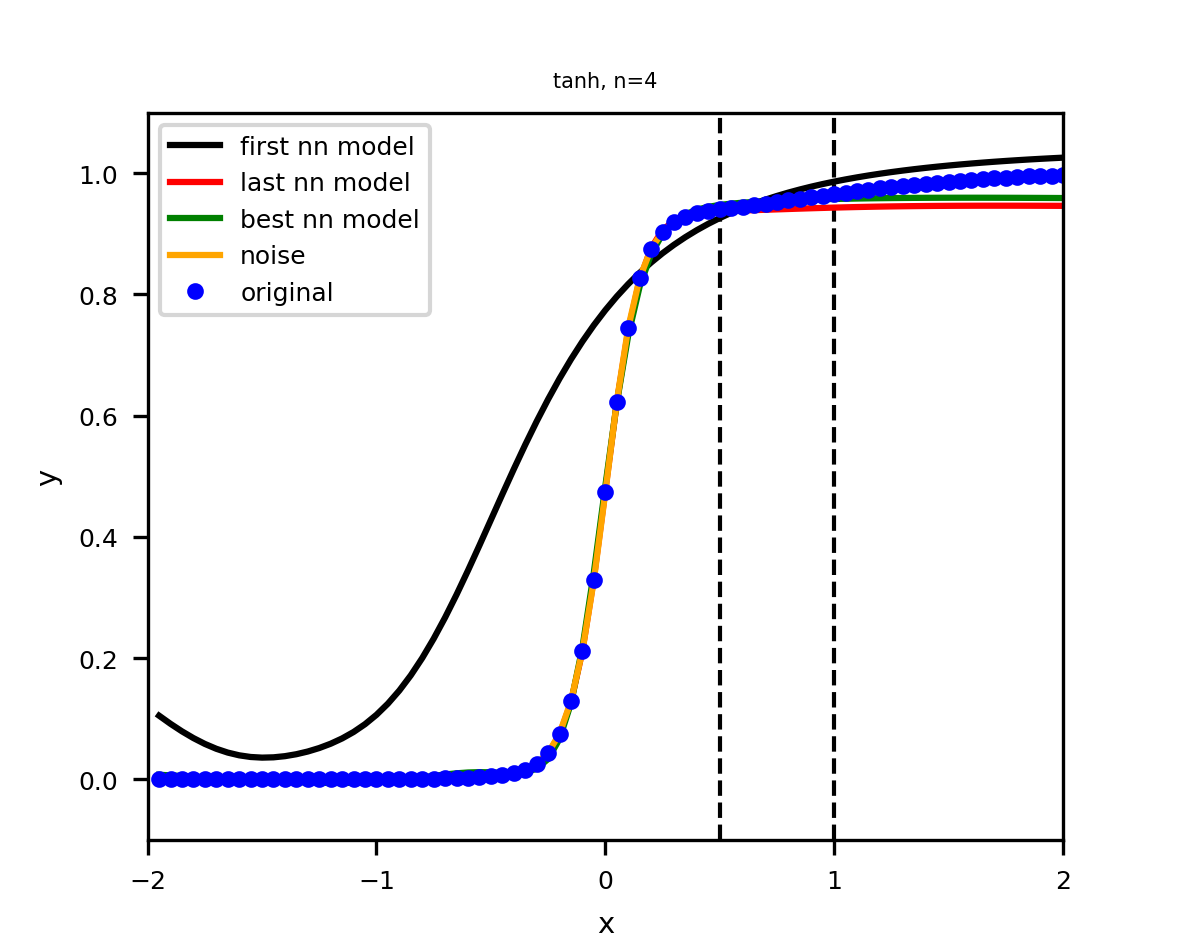 tanh, n=4
first nn model
last nn model
best nn model
noise
original
1.0
0.8
0.6
0.4
0.2
0.0
y
−2
−1
0
1
2
x